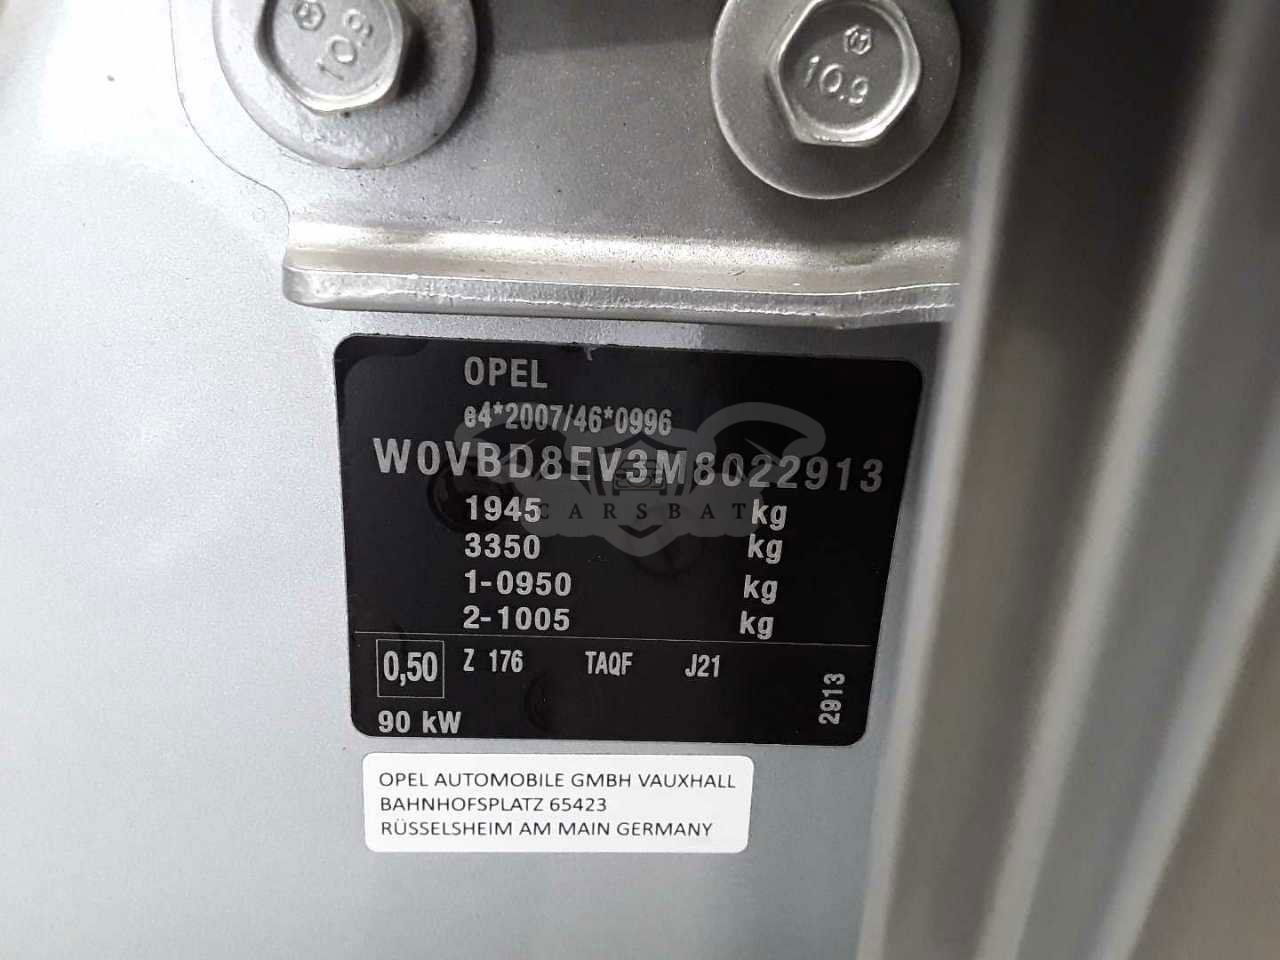 10.9
10.9
OPEL
e4*2007/46*0996
W0VBD8EV3M8022913
CARSBAT
1945 kg
3350 kg
1-0950 kg
2-1005 kg
0,50 Z 176 TAQF J21
2913
90 kW
OPEL AUTOMOBILE GMBH VAUXHALL
BAHNHOFSPLATZ 65423
RÜSSELSHEIM AM MAIN GERMANY